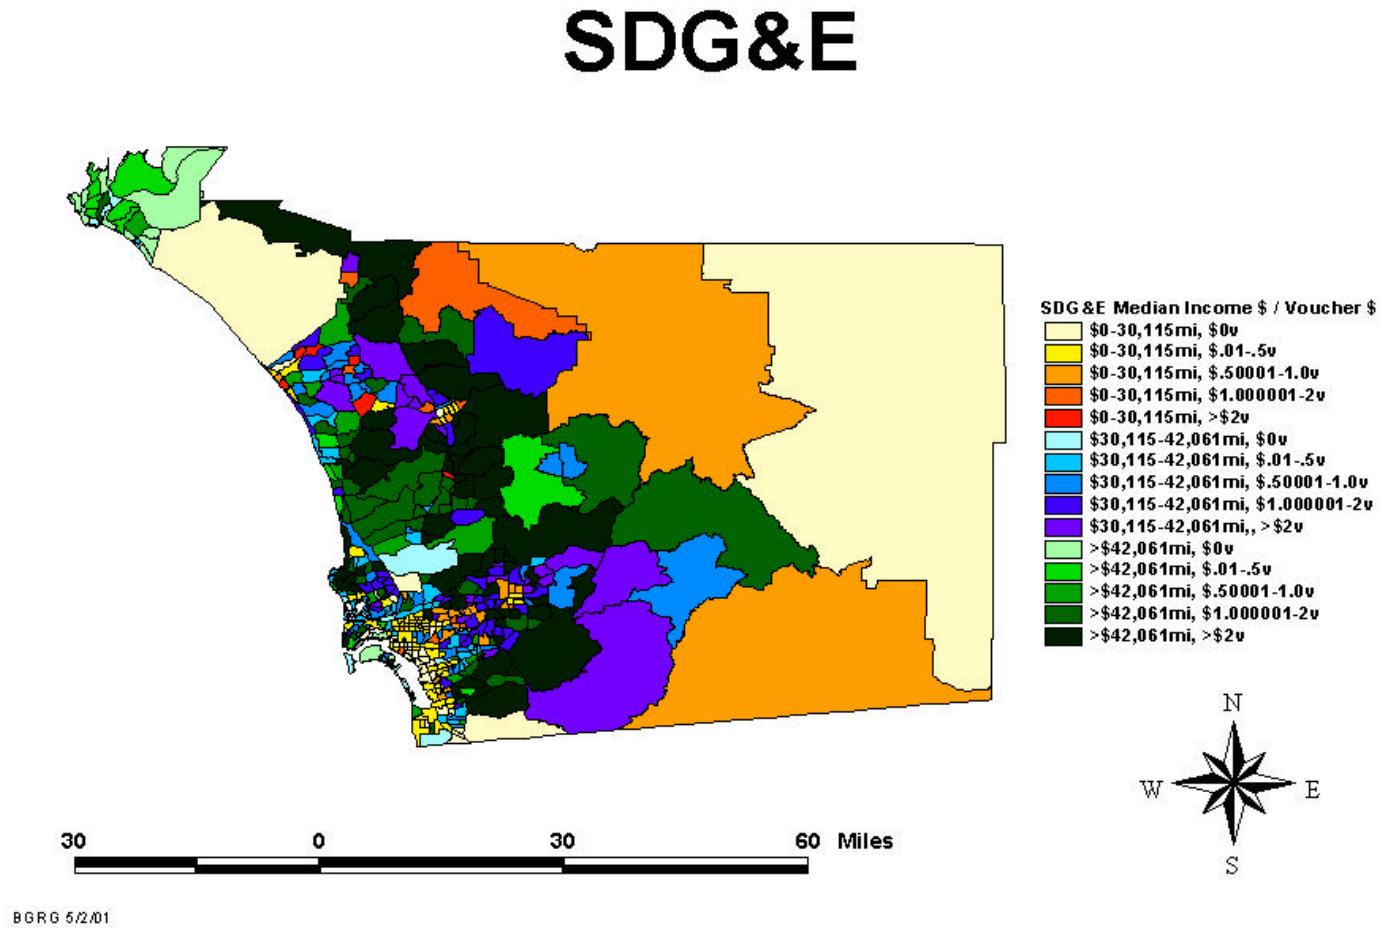 SDG&E
SDG&E Median Income $ / Voucher $
$0-30,115mi, $0v
$0-30,115mi, $.01-.5v
$0-30,115mi, $.50001-1.0v
$0-30,115mi, $1.000001-2v
$0-30,115mi, >$2v
$30,115-42,061mi, $0v
$30,115-42,061mi, $.01-.5v
$30,115-42,061mi, $.50001-1.0v
$30,115-42,061mi, $1.000001-2v
$30,115-42,061mi,, >$2v
>$42,061mi, $0v
>$42,061mi, $.01-.5v
>$42,061mi, $.50001-1.0v
>$42,061mi, $1.000001-2v
>$42,061mi, >$2v
N
W E
S
30 0 30 60 Miles
BGRG 5/2/01